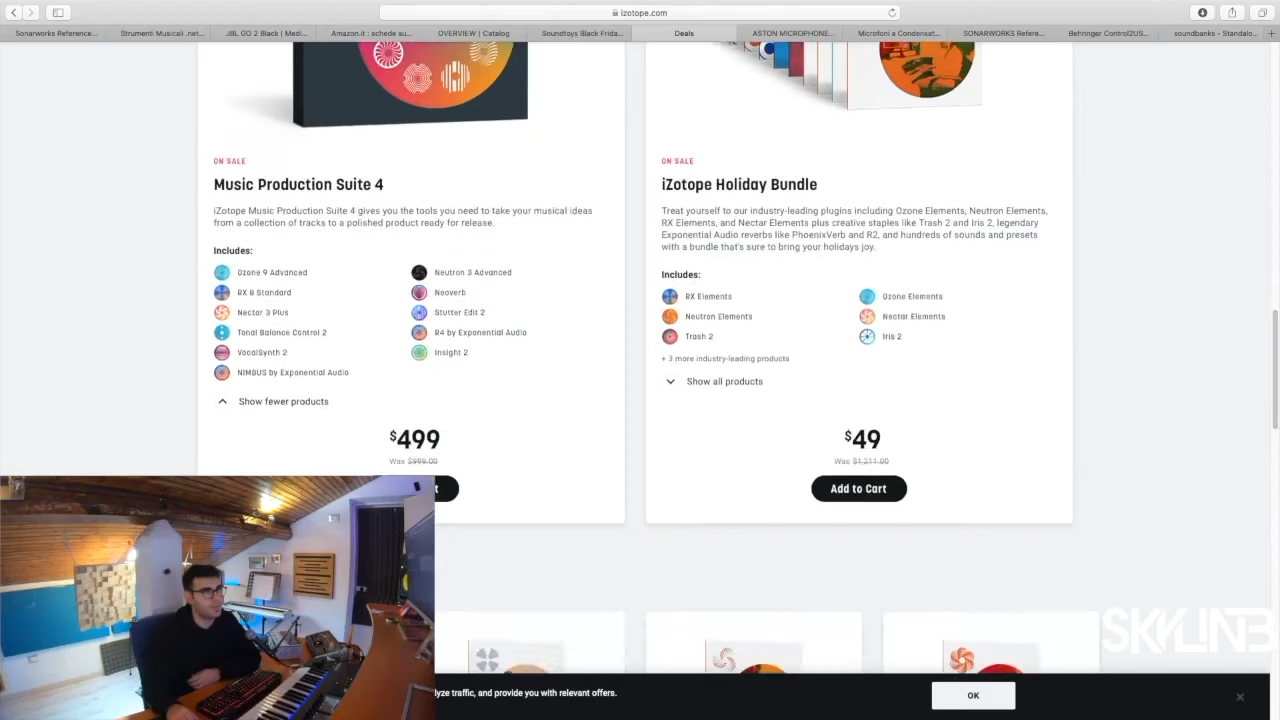 izotope.com
Sonarworks Reference...
Strumenti Musicali .net...
JBL GO 2 Black | Medi...
Amazon.it : schede au...
OVERVIEW | Catalog
Soundtoys Black Frida...
Deals
ASTON MICROPHONE...
Microfoni a Condensat...
SONARWORKS Refere...
Behringer Control2US...
soundbanks - Standalo...
ON SALE
Music Production Suite 4
iZotope Music Production Suite 4 gives you the tools you need to take your musical ideas
from a collection of tracks to a polished product ready for release.
Includes:
Ozone 9 Advanced
Neutron 3 Advanced
RX 8 Standard
Neoverb
Nectar 3 Plus
Stutter Edit 2
Tonal Balance Control 2
R4 by Exponential Audio
VocalSynth 2
Insight 2
NIMBUS by Exponential Audio
Show fewer products
$499
Was $999.00
t
ON SALE
iZotope Holiday Bundle
Treat yourself to our industry-leading plugins including Ozone Elements, Neutron Elements,
RX Elements, and Nectar Elements plus creative staples like Trash 2 and Iris 2, legendary
Exponential Audio reverbs like PhoenixVerb and R2, and hundreds of sounds and presets
with a bundle that's sure to bring your holidays joy.
Includes:
RX Elements
Ozone Elements
Neutron Elements
Nectar Elements
Trash 2
Iris 2
+ 3 more industry-leading products
Show all products
$49
Was $1,211.00
Add to Cart
lyze traffic, and provide you with relevant offers.
OK